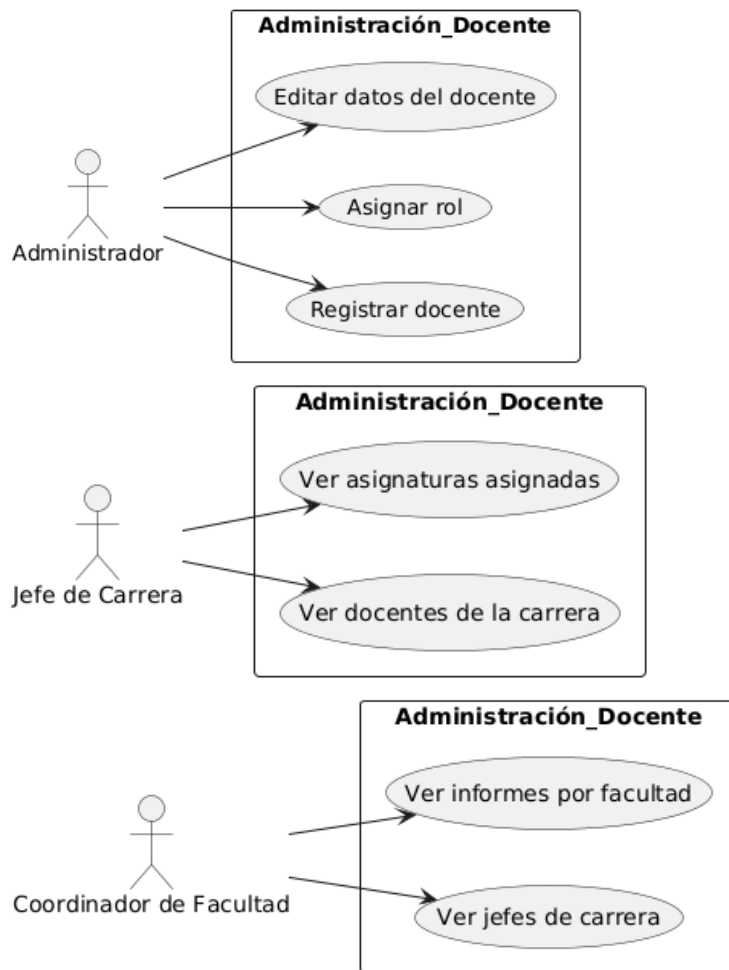 Administración_Docente
Editar datos del docente
Asignar rol
Administrador
Registrar docente
Administración_Docente
Ver asignaturas asignadas
Jefe de Carrera
Ver docentes de la carrera
Administración_Docente
Ver informes por facultad
Coordinador de Facultad
Ver jefes de carrera